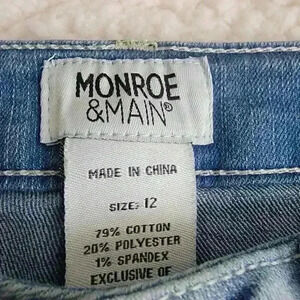 MONROE
&MAIN®
MADE IN CHINA
SIZE: 12
79% COTTON
20% POLYESTER
1% SPANDEX
EXCLUSIVE OF